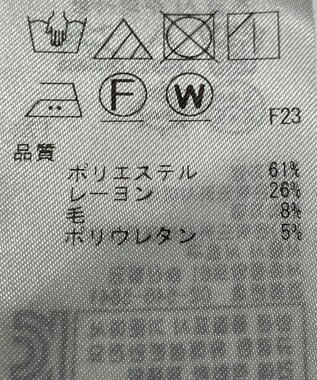 F W
F23
品質
ポリエステル 61%
レーヨン 26%
毛 8%
ポリウレタン 5%